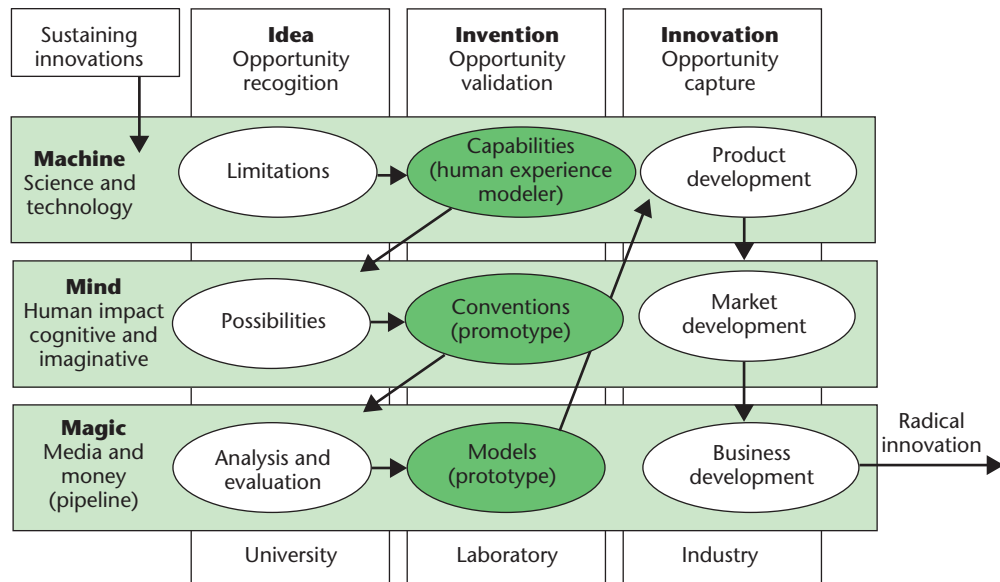 Sustaining
innovations
Idea
Opportunity
recogition
Invention
Opportunity
validation
Innovation
Opportunity
capture
Machine
Science and
technology
Limitations
Capabilities
(human experience
modeler)
Product
development
Mind
Human impact
cognitive and
imaginative
Possibilities
Conventions
(promotype)
Market
development
Magic
Media and
money
(pipeline)
Analysis and
evaluation
Models
(prototype)
Business
development
Radical
innovation
University
Laboratory
Industry